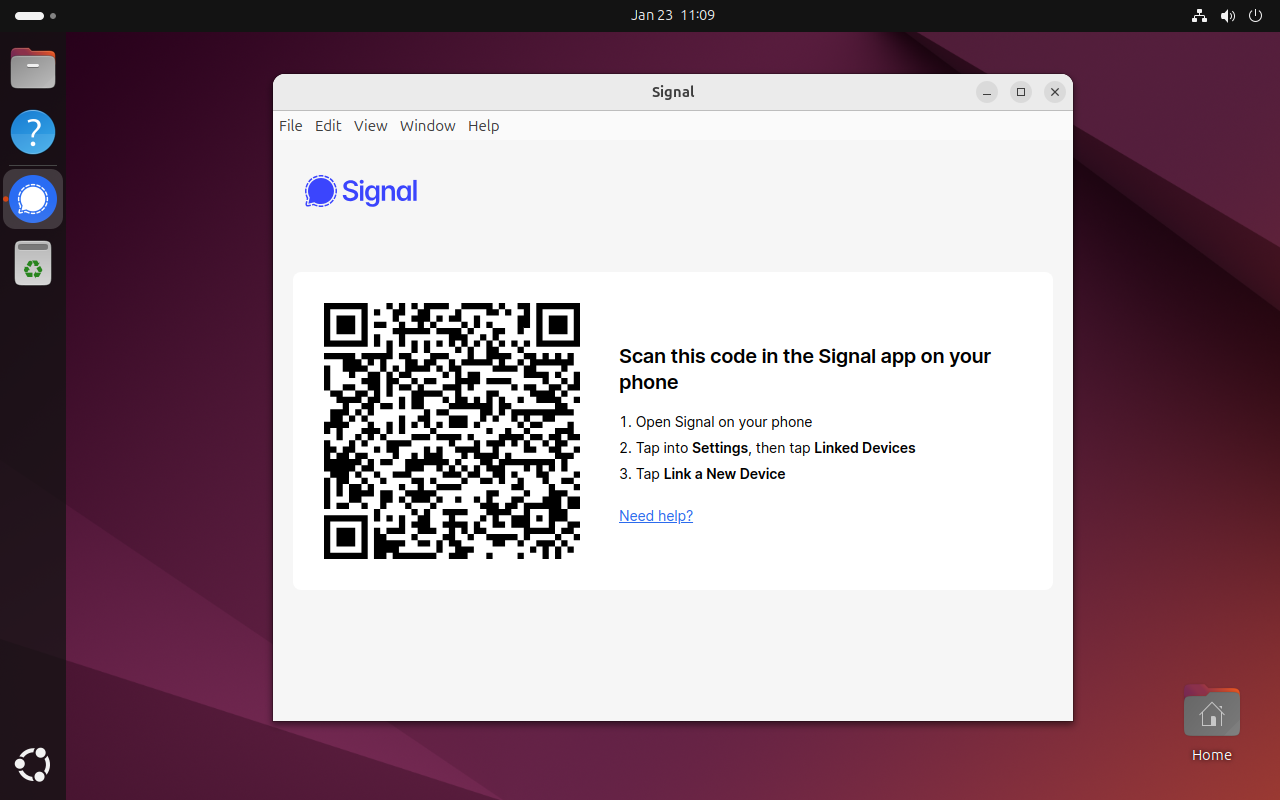 Jan 23 11:09
Signal
File Edit View Window Help
Signal
Scan this code in the Signal app on your
phone
1. Open Signal on your phone
2. Tap into Settings, then tap Linked Devices
3. Tap Link a New Device
Need help?
Home